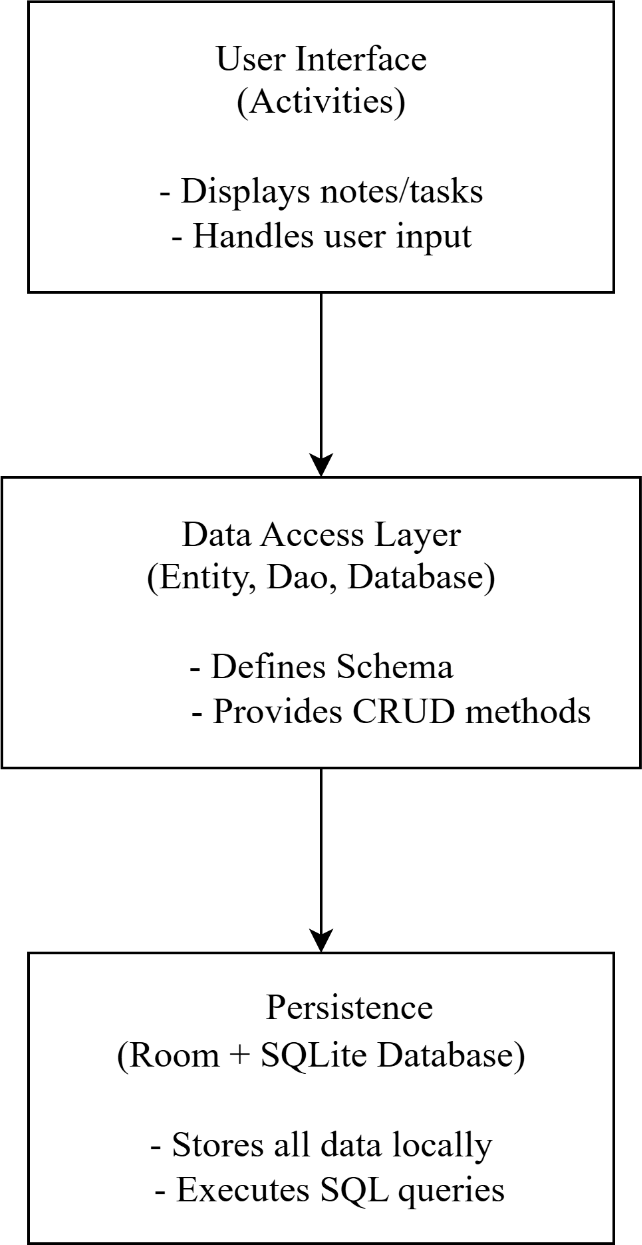 User Interface
(Activities)
- Displays notes/tasks
- Handles user input
Data Access Layer
(Entity, Dao, Database)
- Defines Schema
- Provides CRUD methods
Persistence
(Room + SQLite Database)
- Stores all data locally
- Executes SQL queries